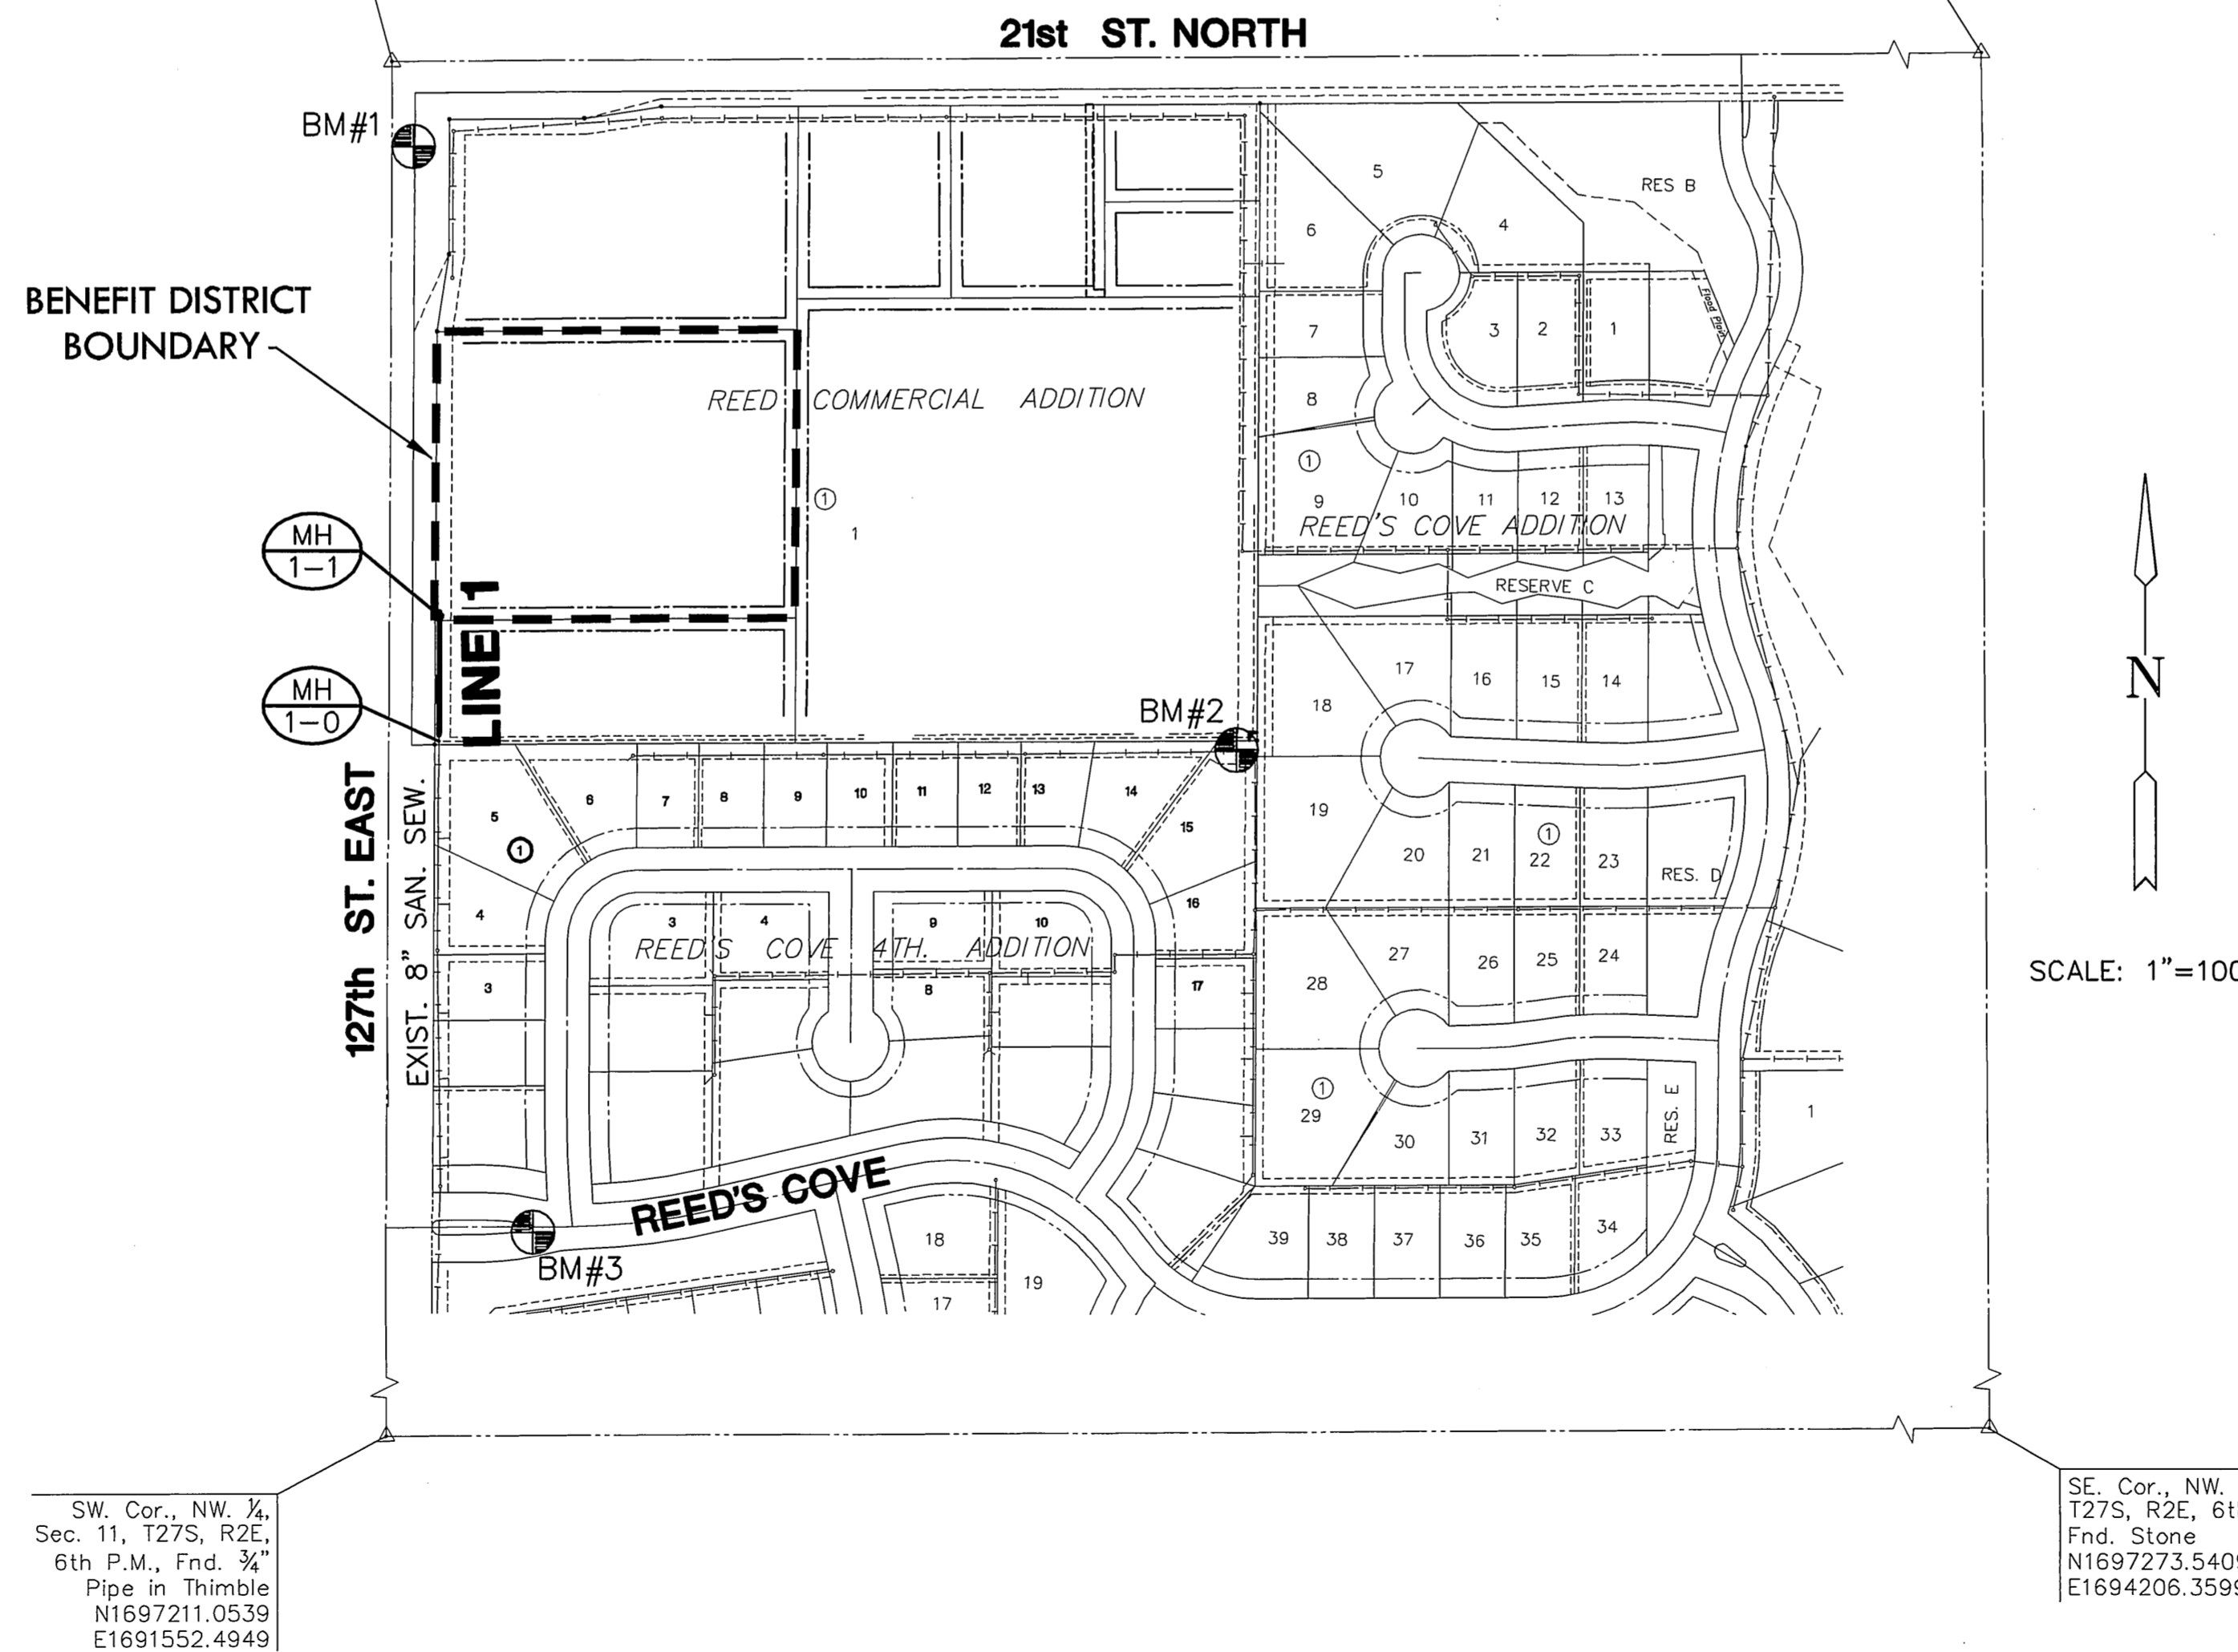 21st ST. NORTH
BM#1
5
RES B
6
4
BENEFIT DISTRICT
BOUNDARY
Flood Plain
7
3
2
1
REED COMMERCIAL ADDITION
8
1
1
1
9
10
11
12
13
REED'S COVE ADDITION
MH
1-1
RESERVE C
LINE 1
17
16
15
14
18
MH
1-0
BM#2
N
127th ST. EAST
EXIST. 8" SAN. SEW.
5
6
7
8
9
10
11
12
13
14
15
1
19
20
21
1
22
23
RES. D
4
3
4
9
10
16
REED'S COVE 4TH. ADDITION
27
26
25
24
28
SCALE: 1"=100
3
8
17
1
29
30
31
32
33
RES. E
1
REED'S COVE
BM#3
18
19
17
39
38
37
36
35
34
SW. Cor., NW. ¼,
Sec. 11, T27S, R2E,
6th P.M., Fnd. ¾"
Pipe in Thimble
N1697211.0539
E1691552.4949
SE. Cor., NW.
T27S, R2E, 6t
Fnd. Stone
N1697273.540
E1694206.359